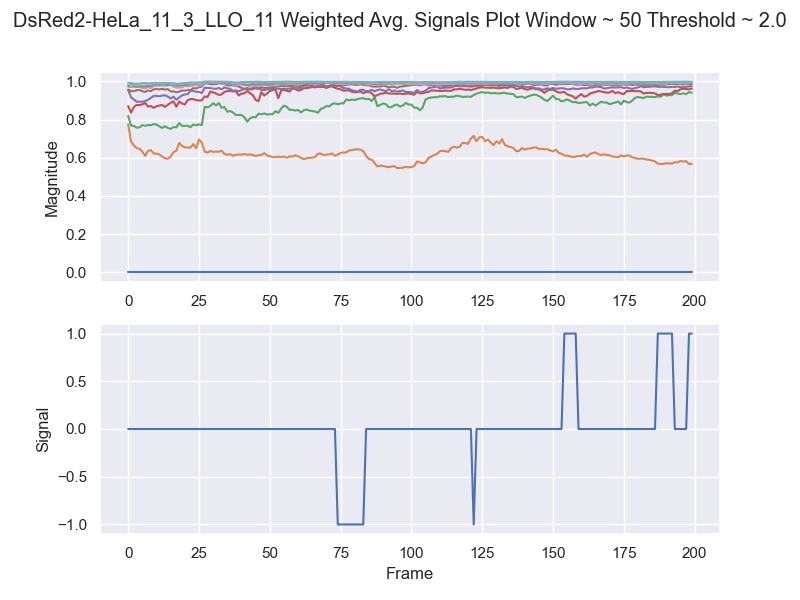 DsRed2-HeLa_11_3_LLO_11 Weighted Avg. Signals Plot Window ~ 50 Threshold ~ 2.0
1.0
0.8
0.6
0.4
0.2
0.0
Magnitude
0 25 50 75 100 125 150 175 200
1.0
0.5
0.0
−0.5
−1.0
Signal
0 25 50 75 100 125 150 175 200
Frame